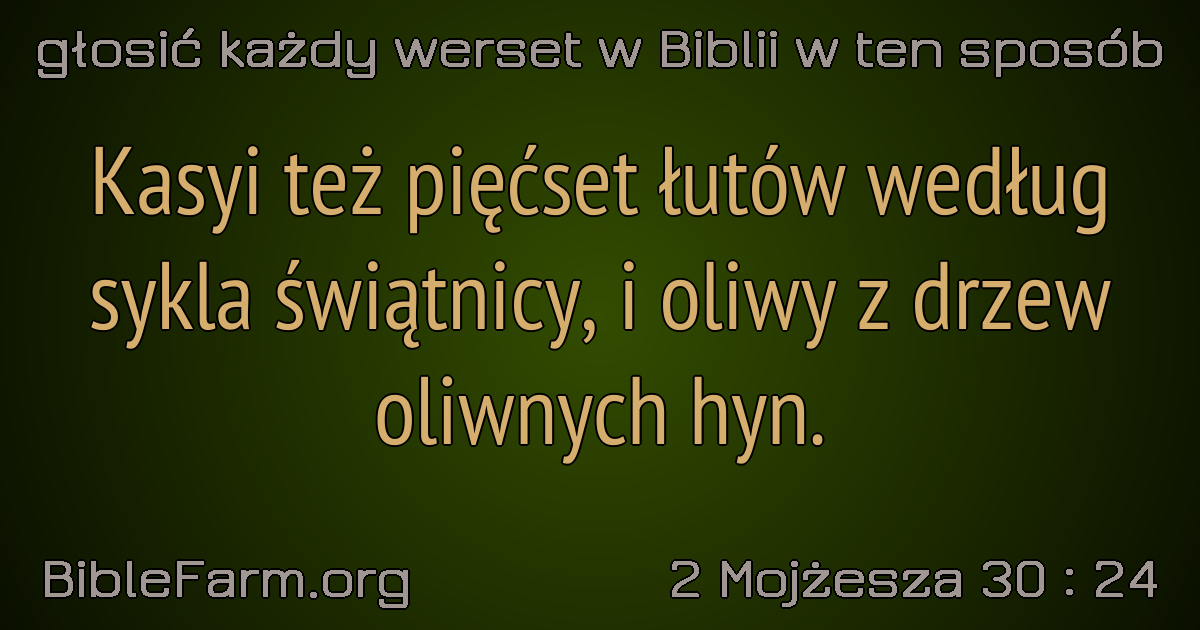 głosić każdy werset w Biblii w ten sposób
Kasyi też pięćset łutów według
sykla świątnicy, i oliwy z drzew
oliwnych hyn.
BibleFarm.org
2 Mojżesza 30 : 24